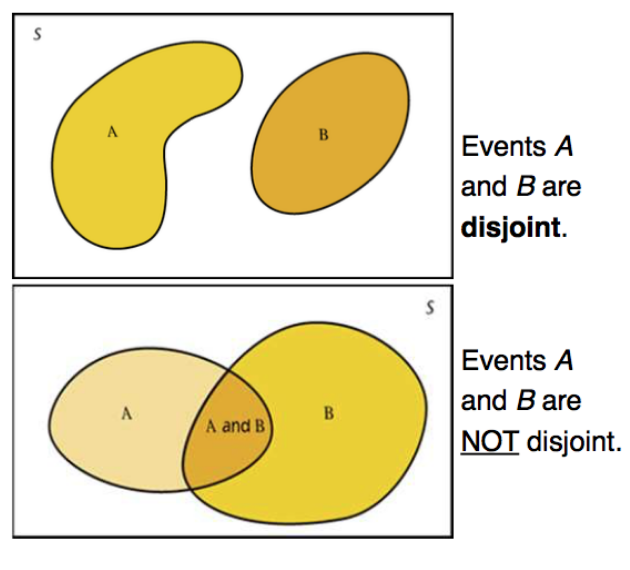 S
A
B
Events A
and B are
disjoint.
S
A
A and B
B
Events A
and B are
NOT disjoint.